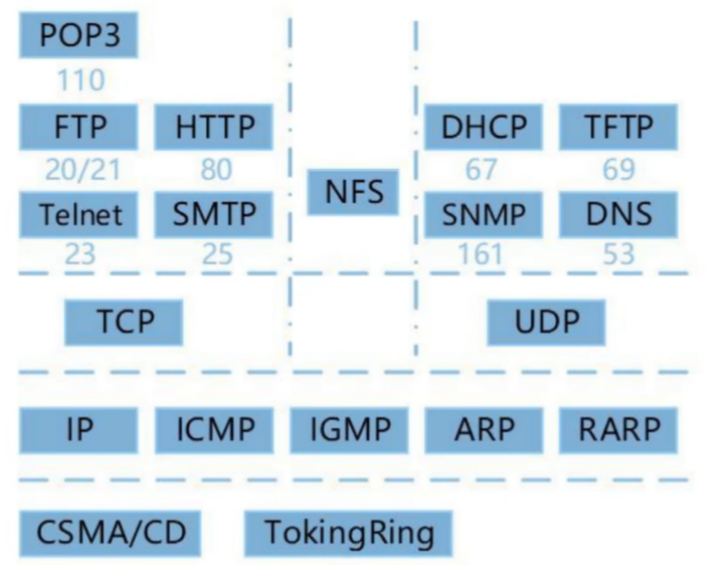 POP3
110
FTP HTTP DHCP TFTP
20/21 80 67 69
NFS
Telnet SMTP SNMP DNS
23 25 161 53
TCP UDP
IP ICMP IGMP ARP RARP
CSMA/CD TokingRing